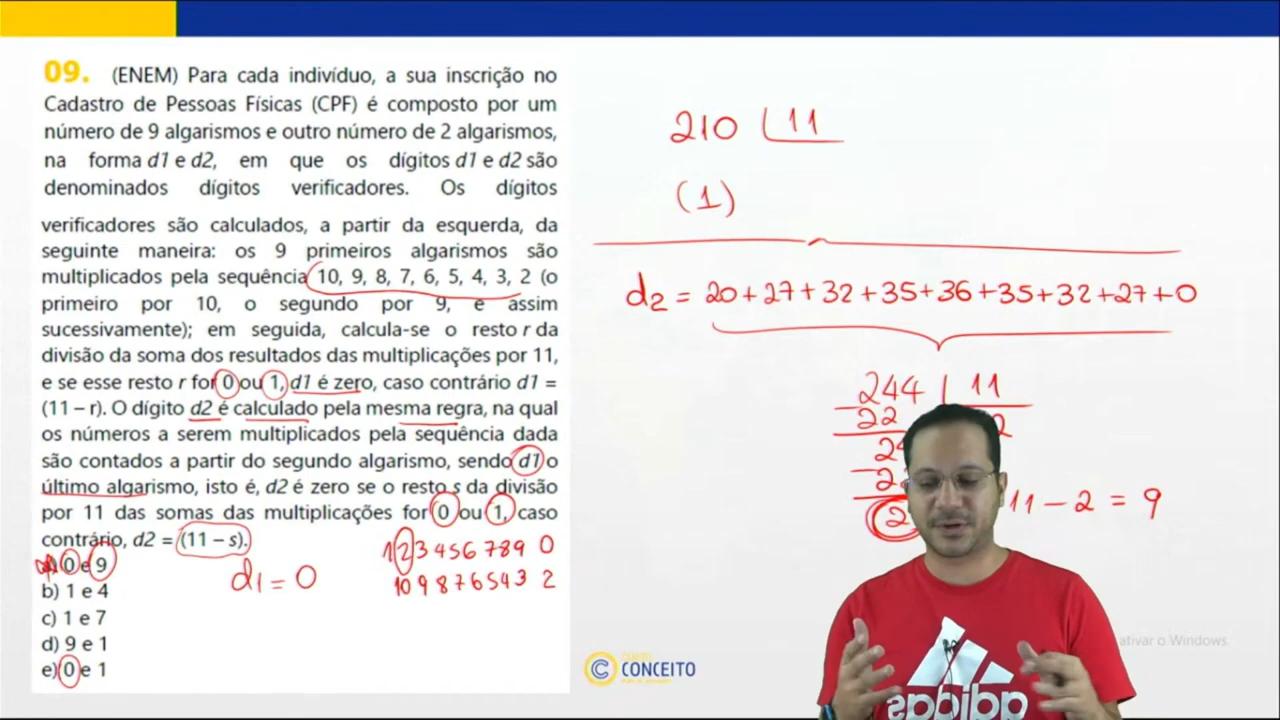 09. (ENEM) Para cada indivíduo, a sua inscrição no
Cadastro de Pessoas Físicas (CPF) é composto por um
número de 9 algarismos e outro número de 2 algarismos,
na forma d1 e d2, em que os dígitos d1 e d2 são
denominados dígitos verificadores. Os dígitos
verificadores são calculados, a partir da esquerda, da
seguinte maneira: os 9 primeiros algarismos são
multiplicados pela sequência 10, 9, 8, 7, 6, 5, 4, 3, 2 (o
primeiro por 10, o segundo por 9, e assim
sucessivamente); em seguida, calcula-se o resto r da
divisão da soma dos resultados das multiplicações por 11,
e se esse resto r for 0 ou 1, d1 é zero, caso contrário d1 =
(11 – r). O dígito d2 é calculado pela mesma regra, na qual
os números a serem multiplicados pela sequência dada
são contados a partir do segundo algarismo, sendo d1 o
último algarismo, isto é, d2 é zero se o resto s da divisão
por 11 das somas das multiplicações for 0 ou 1, caso
contrário, d2 = (11 – s).
0 e 9
b) 1 e 4
c) 1 e 7
d) 9 e 1
e) 0 e 1
d1 = 0
123456789 0
10 9 8 7 6 5 4 3 2
210 11
(1)
d2 = 20+27+32+35+36+35+32+27+0
244 11
22 2
2
2
2
11 - 2 = 9
CONCEITO
ativar o Windows.
adidas